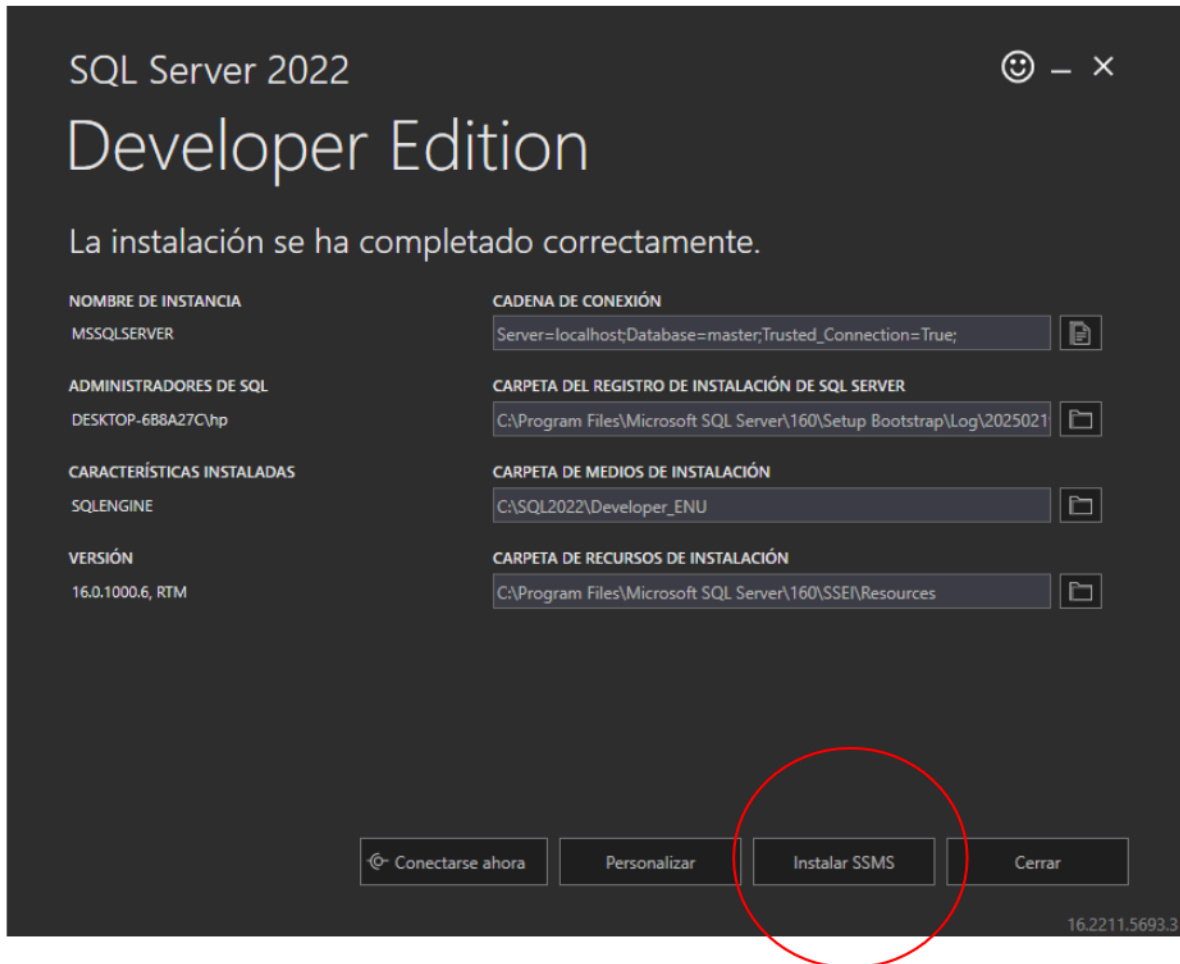 SQL Server 2022
Developer Edition
La instalación se ha completado correctamente.
NOMBRE DE INSTANCIA
MSSQLSERVER
CADENA DE CONEXIÓN
Server=localhost;Database=master;Trusted_Connection=True;
ADMINISTRADORES DE SQL
DESKTOP-6B8A27C\hp
CARPETA DEL REGISTRO DE INSTALACIÓN DE SQL SERVER
C:\Program Files\Microsoft SQL Server\160\Setup Bootstrap\Log\2025021
CARACTERÍSTICAS INSTALADAS
SQLENGINE
CARPETA DE MEDIOS DE INSTALACIÓN
C:\SQL2022\Developer_ENU
VERSIÓN
16.0.1000.6, RTM
CARPETA DE RECURSOS DE INSTALACIÓN
C:\Program Files\Microsoft SQL Server\160\SSEI\Resources
Conectarse ahora
Personalizar
Instalar SSMS
Cerrar
16.2211.5693.3